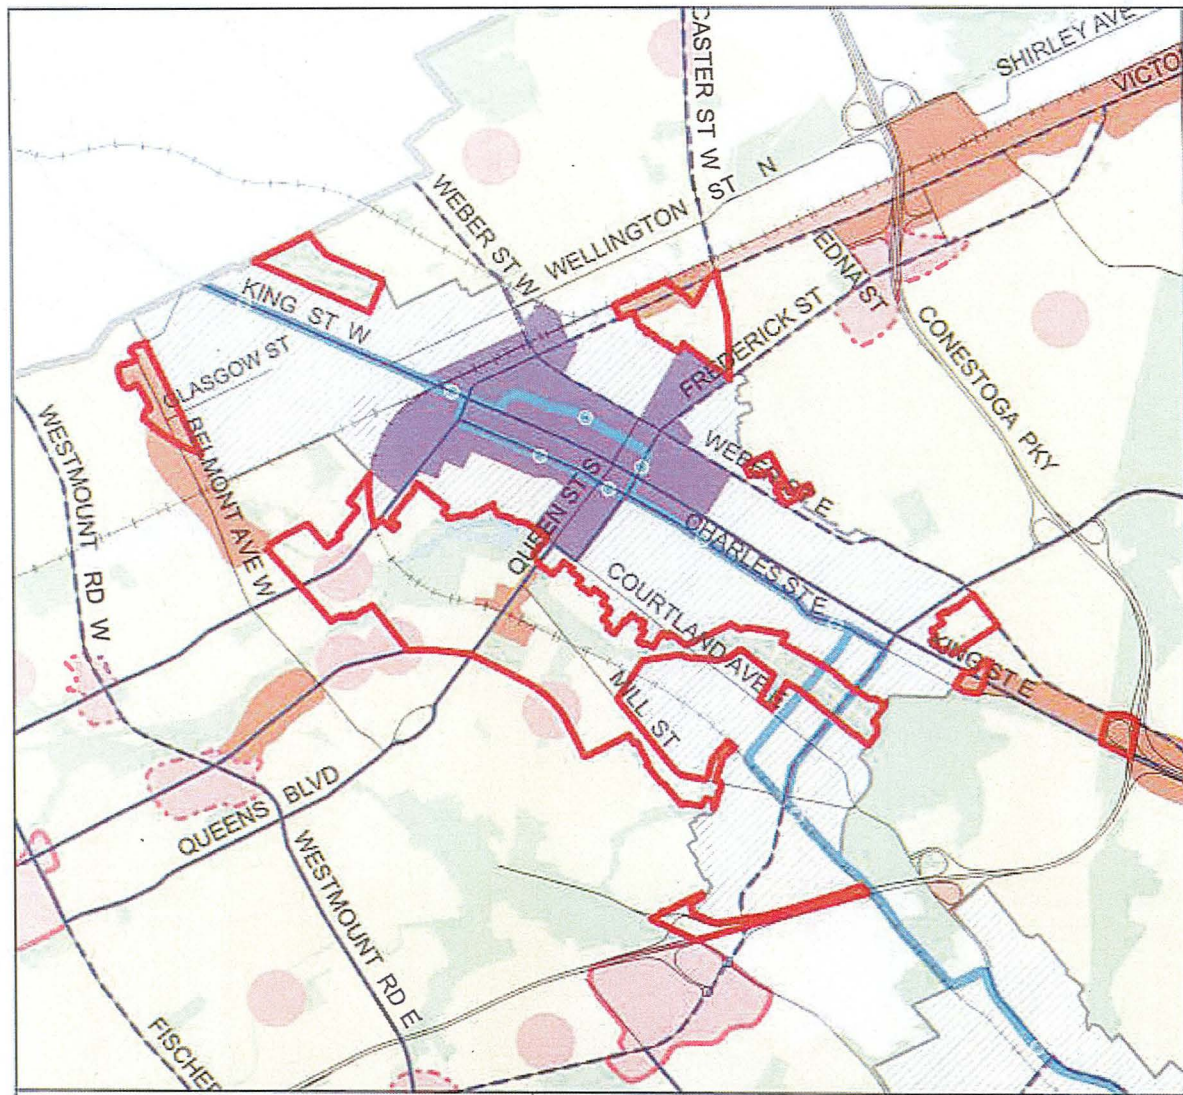 SHIRLEY AVE
VICTO
CASTER ST W
WEBER ST W
WELLINGTON ST N
EDNA ST
FREDERICK ST
CONESTOGA PKY
KING ST W
GLASGOW ST
BELMONT AVE W
WESTMOUNT RD W
QUEEN ST S
WEBER ST E
CHARLES ST E
COURTLAND AVE E
KING ST E
MILL ST
QUEENS BLVD
WESTMOUNT RD E
FISCHER